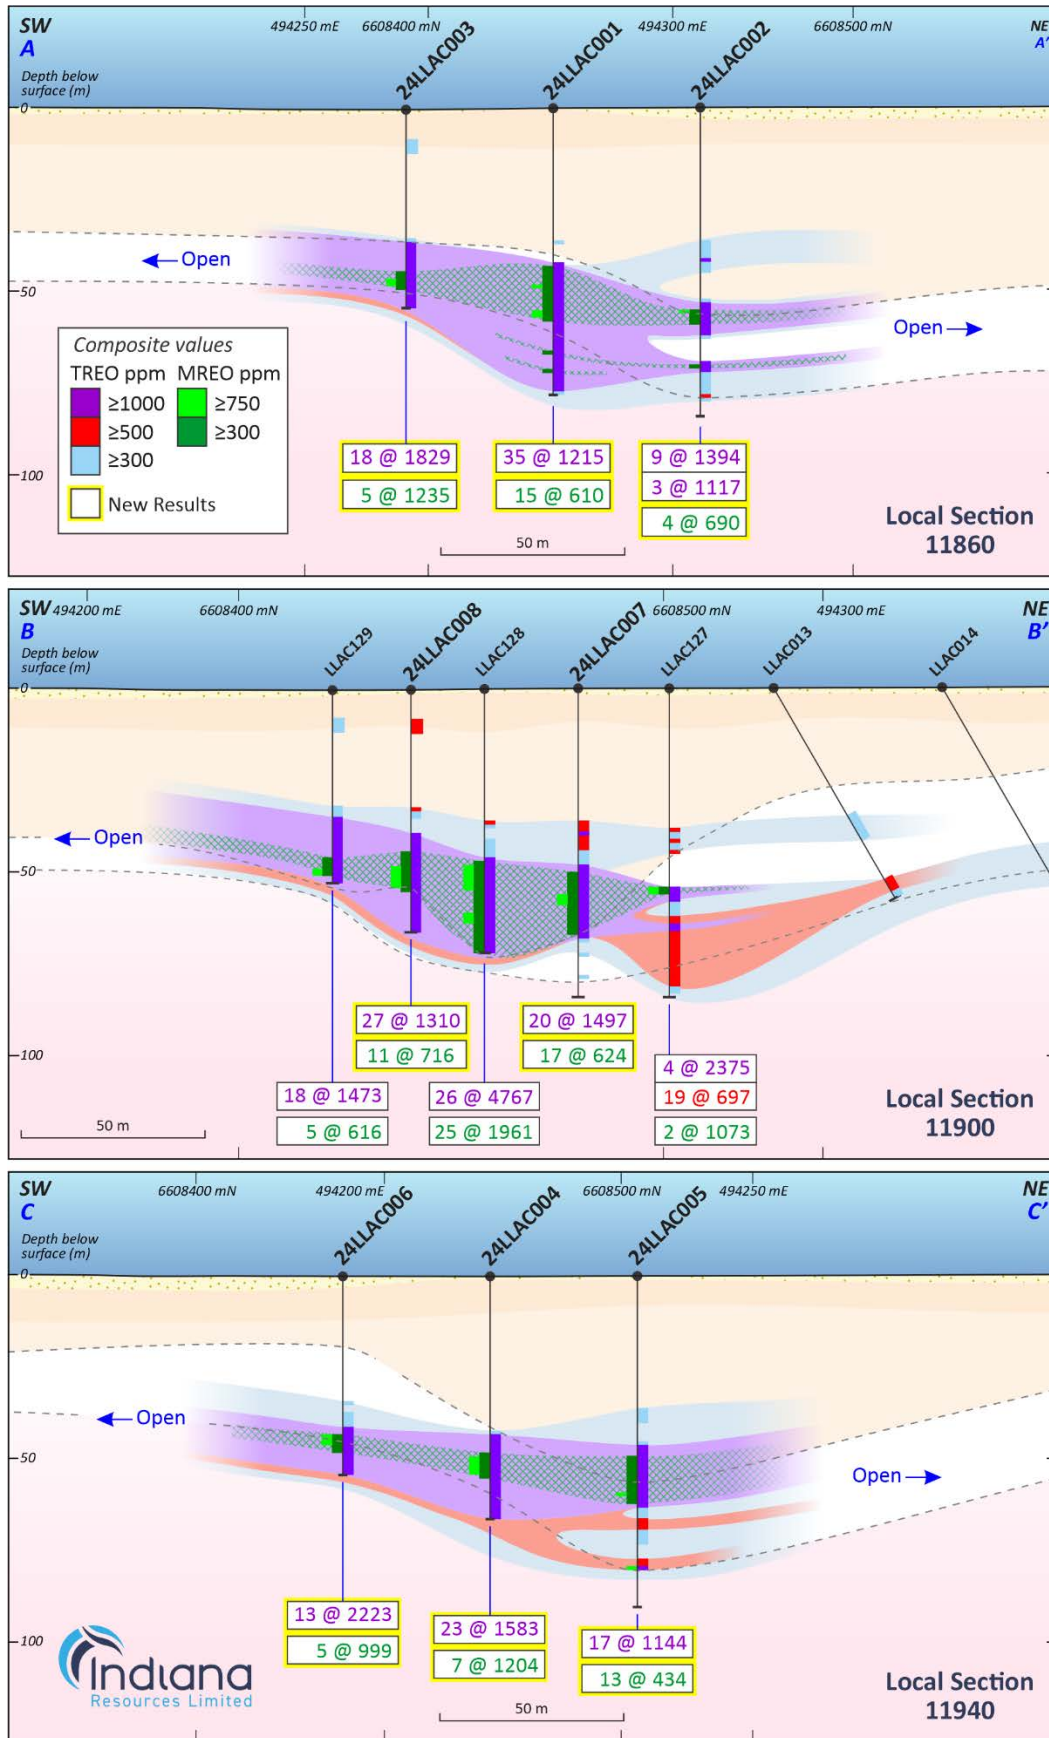 SW
A
494250 mE
6608400 mN
24LLAC003
24LLAC001
494300 mE
24LLAC002
6608500 mN
NE
A'
Depth below
surface (m)
0
Open
50
Open
Composite values
TREO ppm
MREO ppm
≥1000
≥750
≥500
≥300
≥300
New Results
18 @ 1829
5 @ 1235
35 @ 1215
15 @ 610
9 @ 1394
3 @ 1117
4 @ 690
100
50 m
Local Section
11860
SW
B
494200 mE
6608400 mN
LLAC129
24LLAC008
LLAC128
24LLAC007
6608500 mN
LLAC127
494300 mE
LLAC013
LLAC014
NE
B'
Depth below
surface (m)
0
Open
50
27 @ 1310
11 @ 716
20 @ 1497
17 @ 624
100
18 @ 1473
5 @ 616
26 @ 4767
25 @ 1961
4 @ 2375
19 @ 697
2 @ 1073
50 m
Local Section
11900
SW
C
6608400 mN
494200 mE
24LLAC006
24LLAC004
6608500 mN
24LLAC005
494250 mE
NE
C'
Depth below
surface (m)
0
Open
50
Open
13 @ 2223
5 @ 999
23 @ 1583
7 @ 1204
17 @ 1144
13 @ 434
100
Indiana
Resources Limited
50 m
Local Section
11940